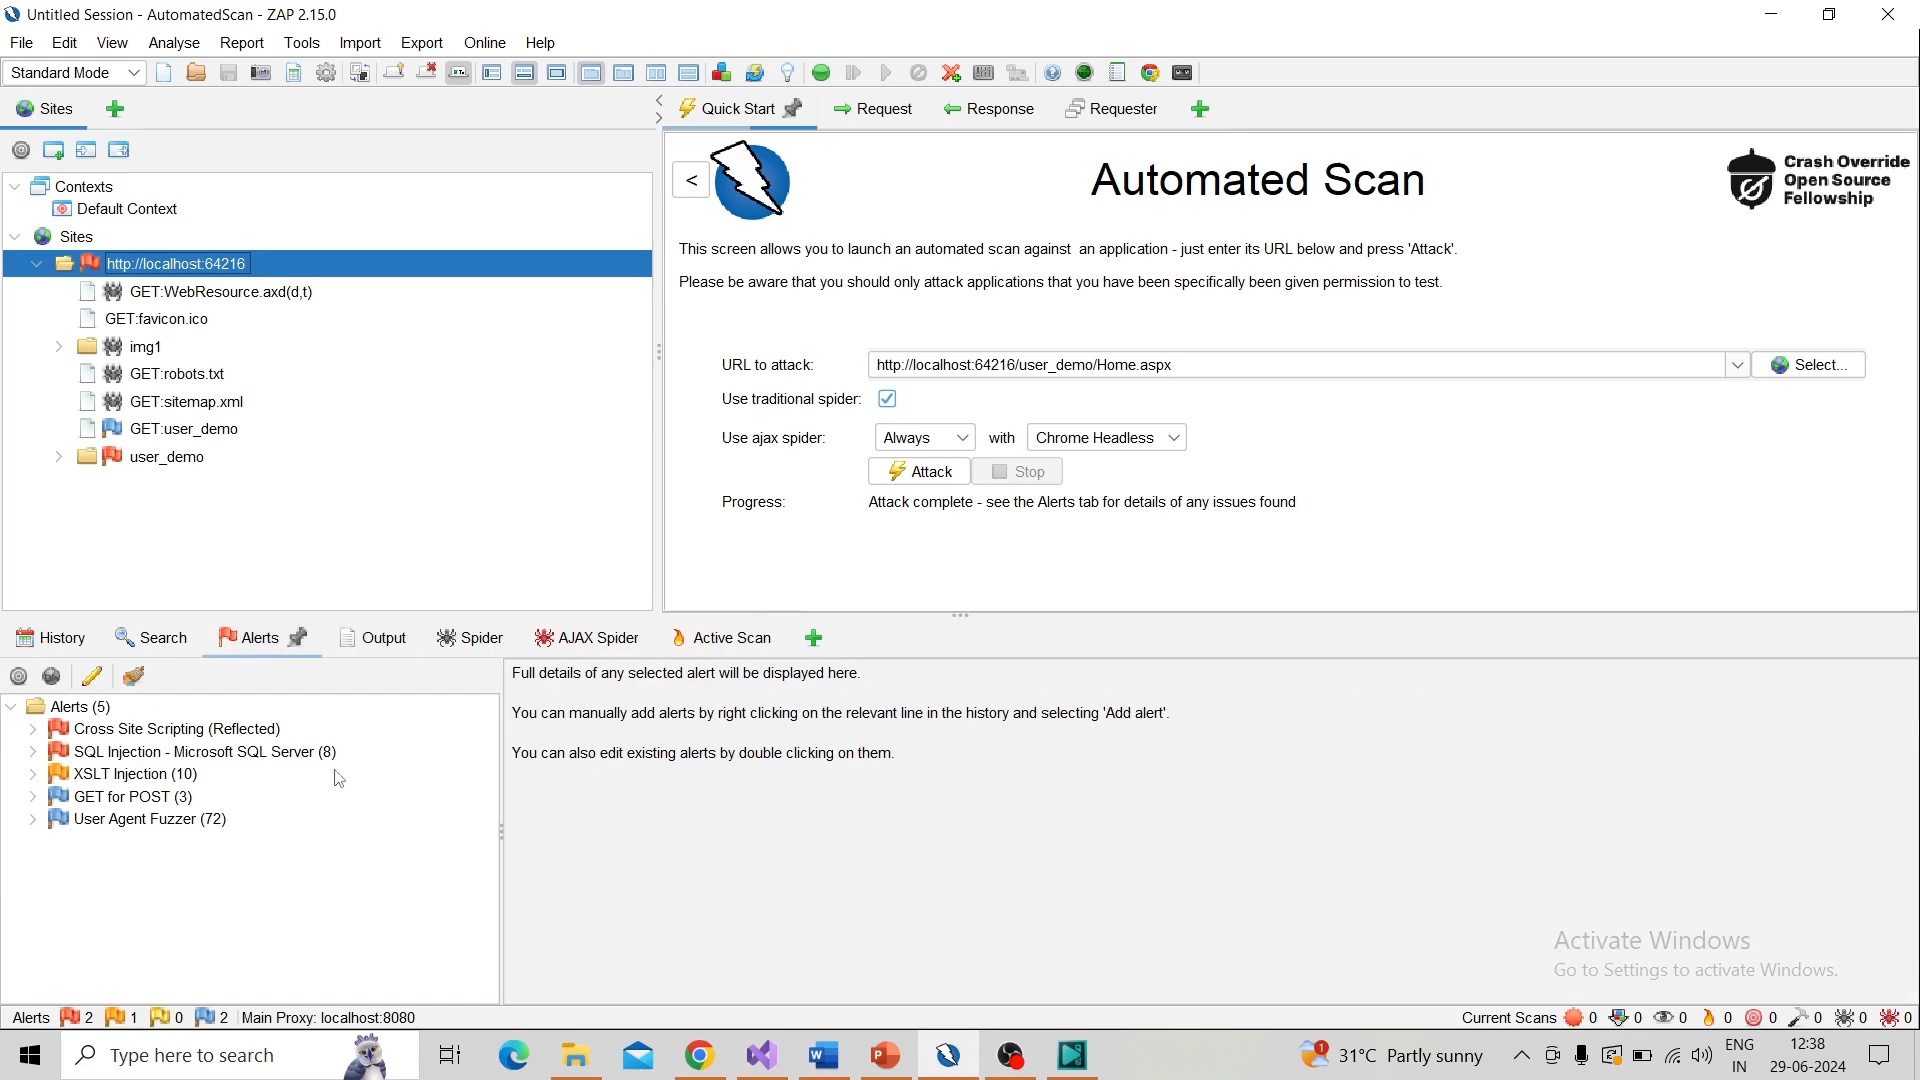 Untitled Session - AutomatedScan - ZAP 2.15.0
File Edit View Analyse Report Tools Import Export Online Help
Standard Mode
Sites
Quick Start Request Response Requester
< Automated Scan
Crash Override
Open Source
Fellowship
Contexts
Default Context
Sites
http://localhost:64216
GET:WebResource.axd(d,t)
GET:favicon.ico
img1
GET:robots.txt
GET:sitemap.xml
GET:user_demo
user_demo
This screen allows you to launch an automated scan against an application - just enter its URL below and press 'Attack'.
Please be aware that you should only attack applications that you have been specifically been given permission to test.
URL to attack: http://localhost:64216/user_demo/Home.aspx Select...
Use traditional spider:
Use ajax spider: Always with Chrome Headless
Attack Stop
Progress: Attack complete - see the Alerts tab for details of any issues found
History Search Alerts Output Spider AJAX Spider Active Scan
Alerts (5)
Cross Site Scripting (Reflected)
SQL Injection - Microsoft SQL Server (8)
XSLT Injection (10)
GET for POST (3)
User Agent Fuzzer (72)
Full details of any selected alert will be displayed here.
You can manually add alerts by right clicking on the relevant line in the history and selecting 'Add alert'.
You can also edit existing alerts by double clicking on them.
Activate Windows
Go to Settings to activate Windows.
Alerts 2 1 0 2 Main Proxy: localhost:8080 Current Scans 0 0 0 0 0 0 0 0
Type here to search
1 31°C Partly sunny
ENG
IN
12:38
29-06-2024